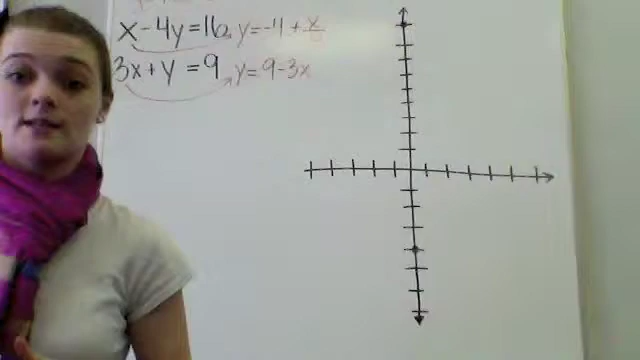 x - 4y = 16 y = -4 + x/4
3x + y = 9 y = 9 - 3x